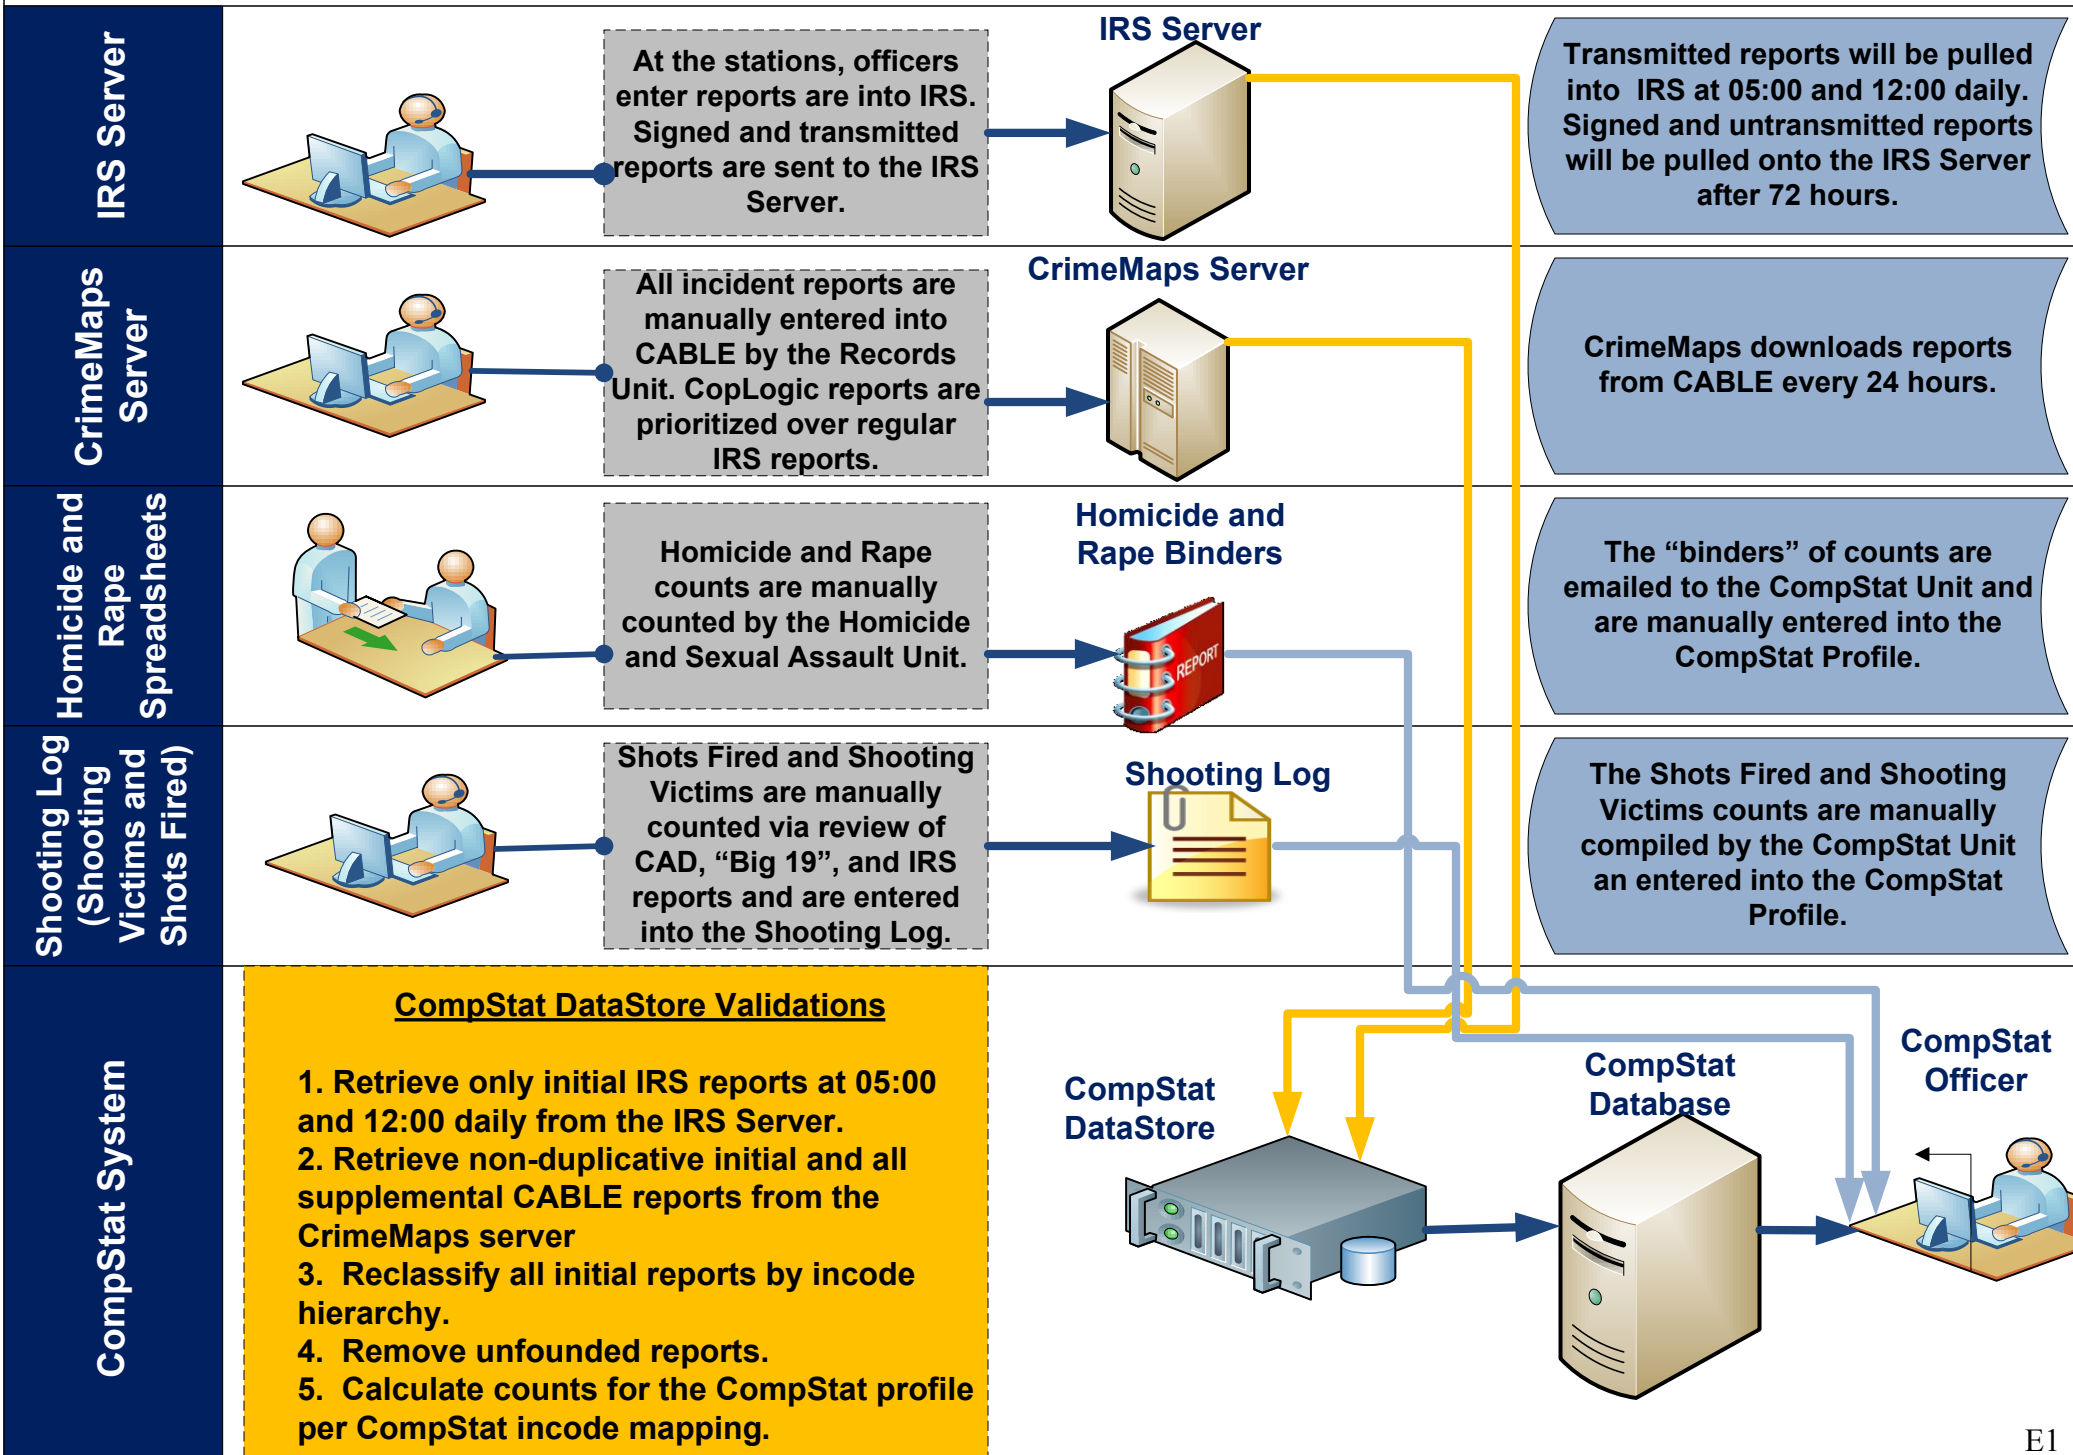 IRS Server
At the stations, officers
enter reports are into IRS.
Signed and transmitted
reports are sent to the IRS
Server.
IRS Server
Transmitted reports will be pulled
into IRS at 05:00 and 12:00 daily.
Signed and untransmitted reports
will be pulled onto the IRS Server
after 72 hours.
CrimeMaps
Server
All incident reports are
manually entered into
CABLE by the Records
Unit. CopLogic reports are
prioritized over regular
IRS reports.
CrimeMaps Server
CrimeMaps downloads reports
from CABLE every 24 hours.
Homicide and
Rape
Spreadsheets
Homicide and Rape
counts are manually
counted by the Homicide
and Sexual Assault Unit.
Homicide and
Rape Binders
REPORT
The “binders” of counts are
emailed to the CompStat Unit and
are manually entered into the
CompStat Profile.
Shooting Log
(Shooting
Victims and
Shots Fired)
Shots Fired and Shooting
Victims are manually
counted via review of
CAD, “Big 19”, and IRS
reports and are entered
into the Shooting Log.
Shooting Log
The Shots Fired and Shooting
Victims counts are manually
compiled by the CompStat Unit
an entered into the CompStat
Profile.
CompStat System
CompStat DataStore Validations
1. Retrieve only initial IRS reports at 05:00
and 12:00 daily from the IRS Server.
2. Retrieve non-duplicative initial and all
supplemental CABLE reports from the
CrimeMaps server
3. Reclassify all initial reports by incode
hierarchy.
4. Remove unfounded reports.
5. Calculate counts for the CompStat profile
per CompStat incode mapping.
CompStat
DataStore
CompStat
Database
CompStat
Officer
E1